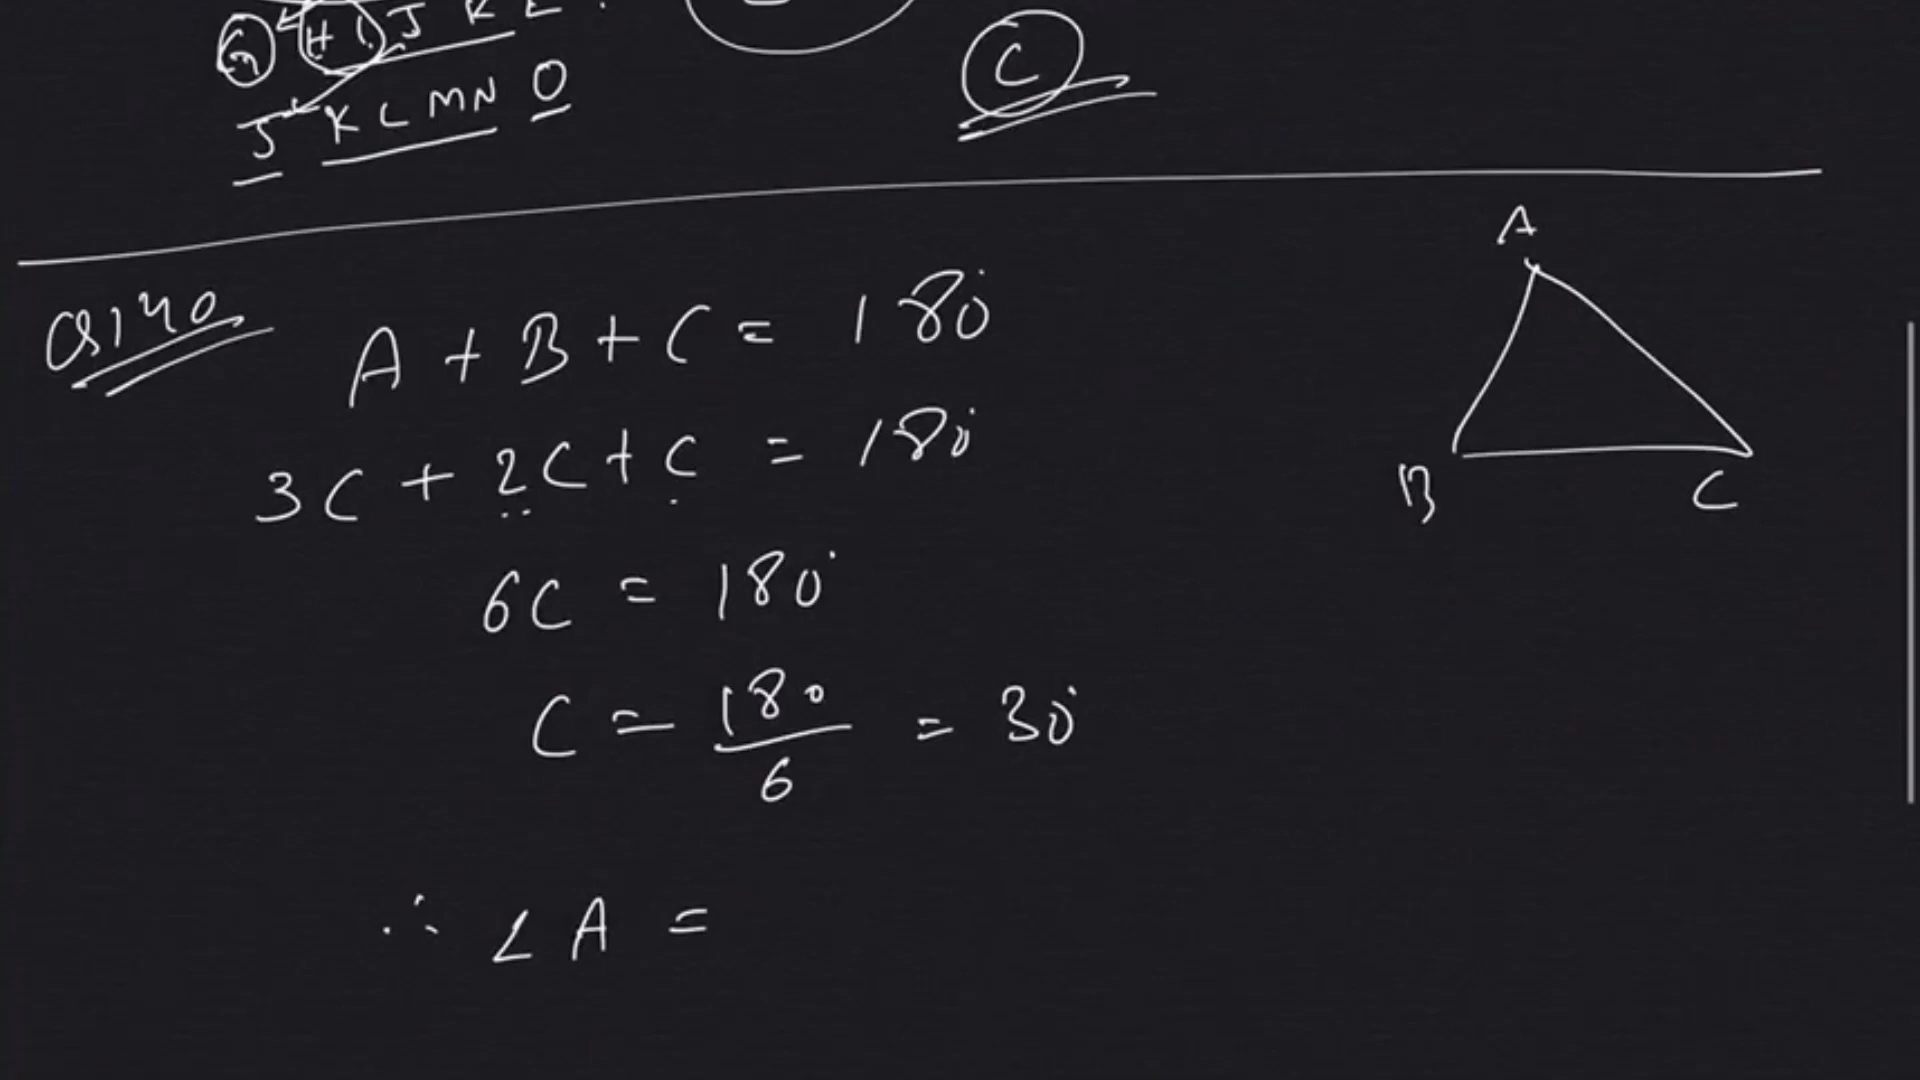 G H I J K L
J K L M N O
C
Q140
A + B + C = 180°
3C + 2C + C = 180°
6C = 180°
C = 180/6 = 30°
∴ ∠A =
A
B C